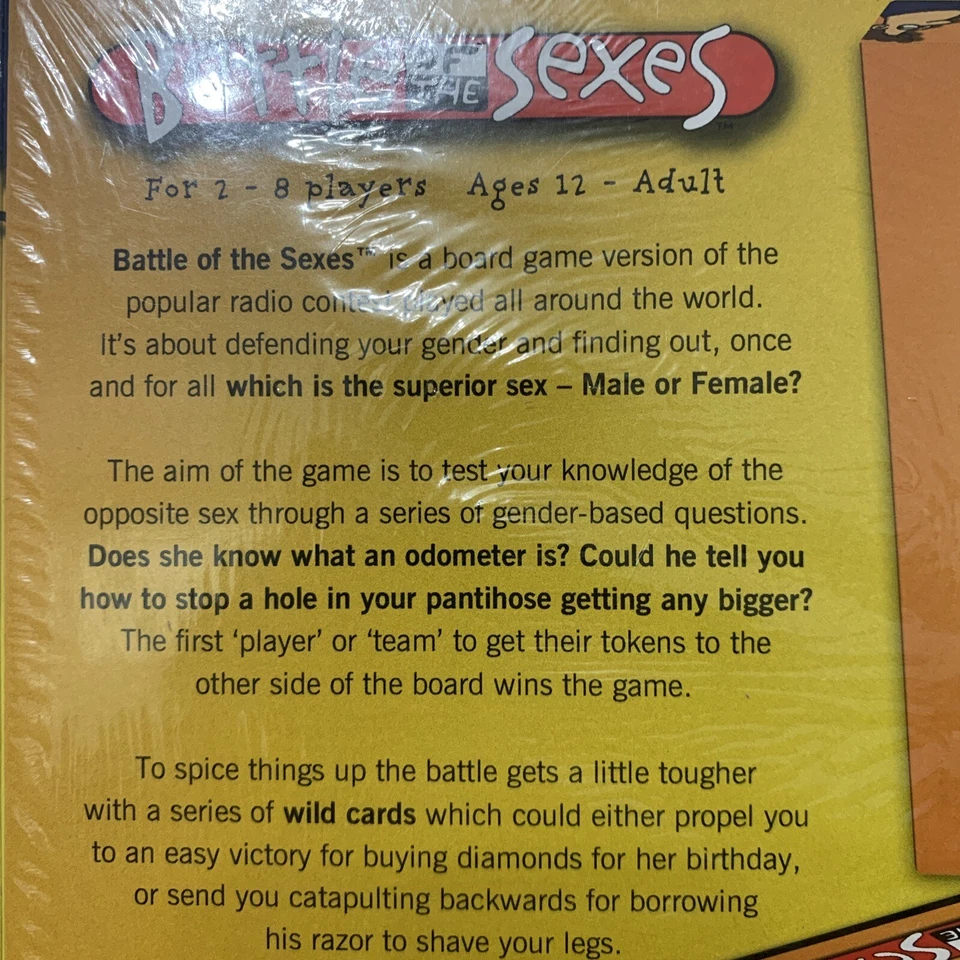 Battle OF THE Sexes™
For 2 - 8 players Ages 12 - Adult
Battle of the Sexes™ is a board game version of the
popular radio contest played all around the world.
It's about defending your gender and finding out, once
and for all which is the superior sex – Male or Female?
The aim of the game is to test your knowledge of the
opposite sex through a series of gender-based questions.
Does she know what an odometer is? Could he tell you
how to stop a hole in your pantihose getting any bigger?
The first 'player' or 'team' to get their tokens to the
other side of the board wins the game.
To spice things up the battle gets a little tougher
with a series of wild cards which could either propel you
to an easy victory for buying diamonds for her birthday,
or send you catapulting backwards for borrowing
his razor to shave your legs.